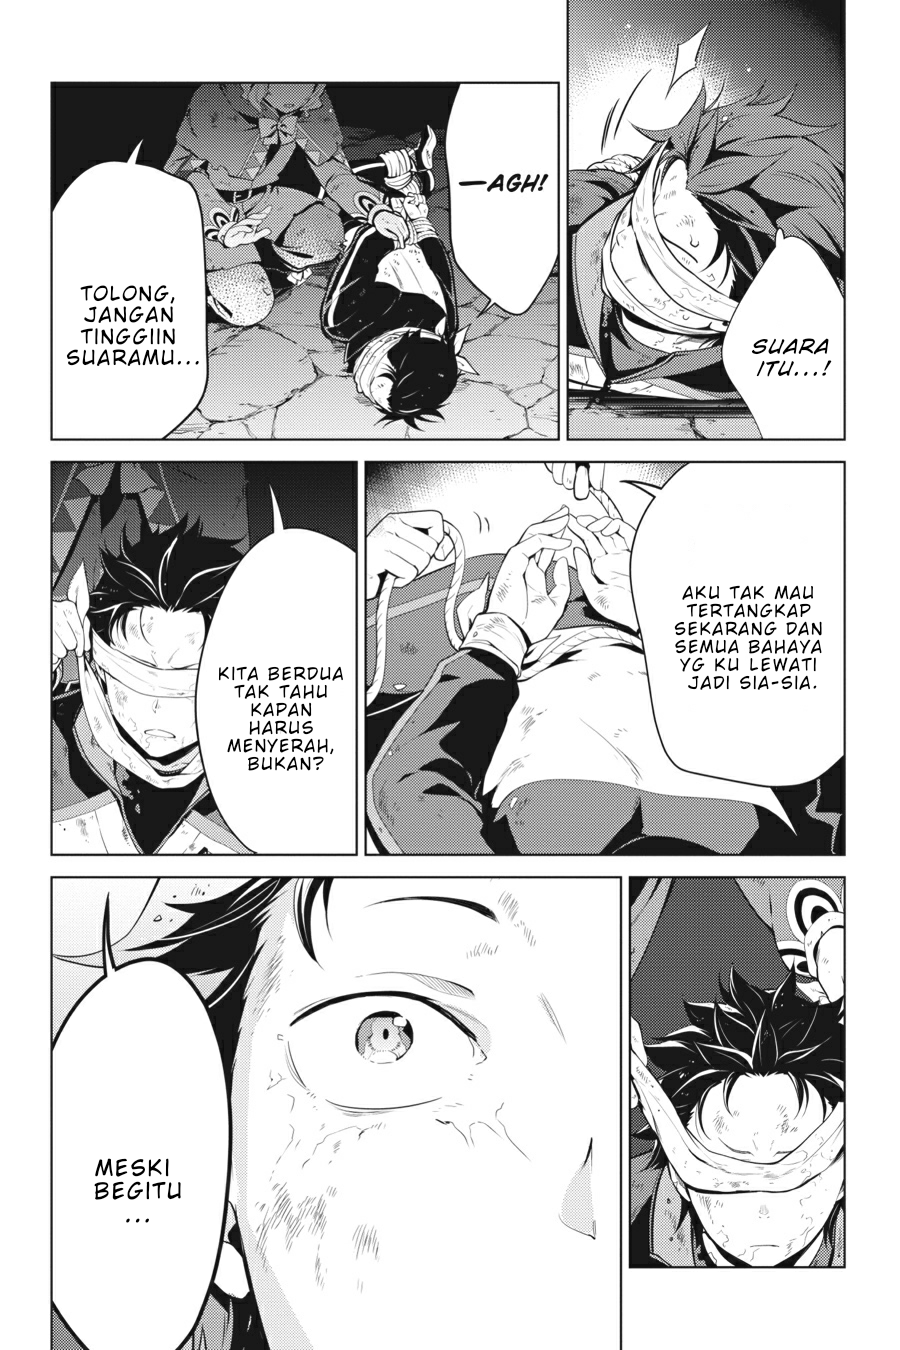 SUARA
ITU...!
—AGH!
TOLONG,
JANGAN
TINGGIIN
SUARAMU...
AKU TAK MAU
TERTANGKAP
SEKARANG DAN
SEMUA BAHAYA
YG KU LEWATI
JADI SIA-SIA.
KITA BERDUA
TAK TAHU
KAPAN
HARUS
MENYERAH,
BUKAN?
MESKI
BEGITU
...